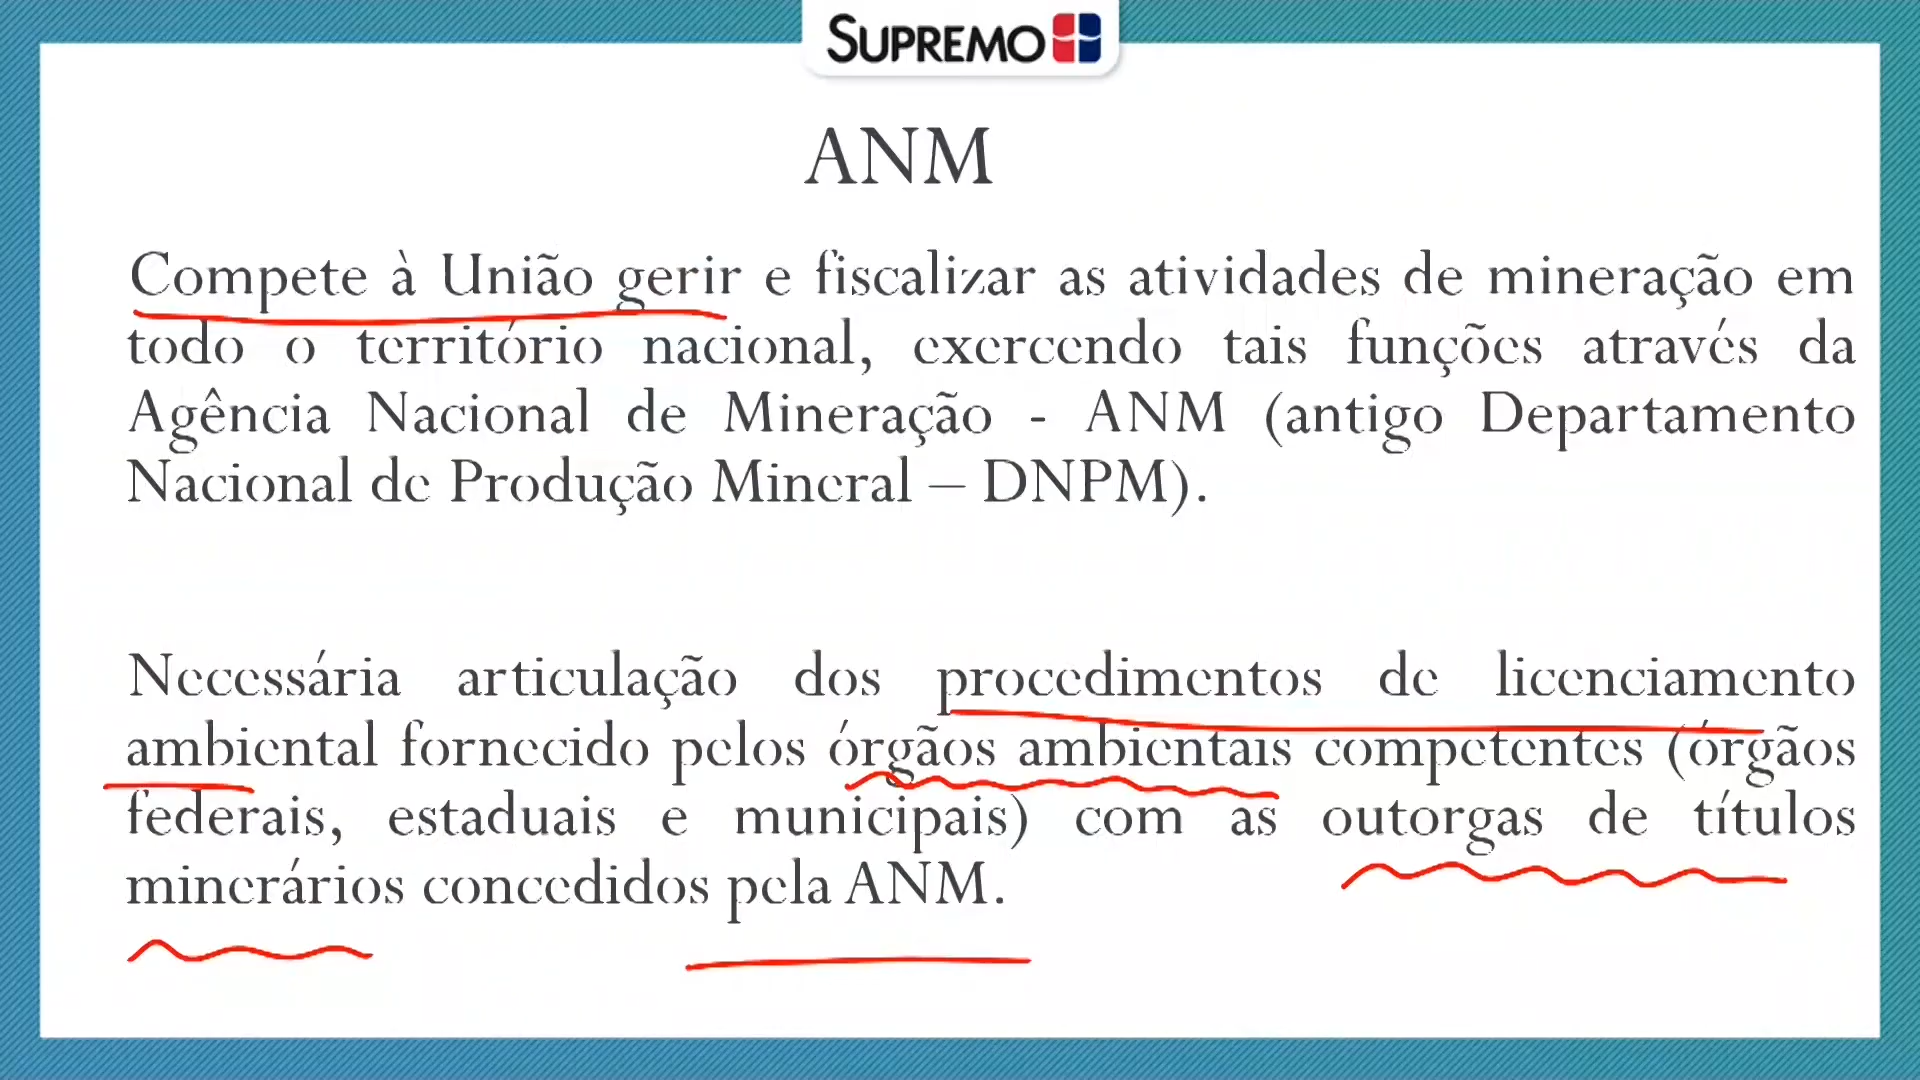 SUPREMO
ANM
Compete à União gerir e fiscalizar as atividades de mineração em
todo o território nacional, exercendo tais funções através da
Agência Nacional de Mineração - ANM (antigo Departamento
Nacional de Produção Mineral – DNPM).
Necessária articulação dos procedimentos de licenciamento
ambiental fornecido pelos órgãos ambientais competentes (órgãos
federais, estaduais e municipais) com as outorgas de títulos
minerários concedidos pela ANM.